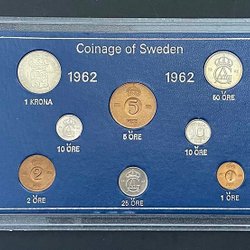 Coinage of Sweden
1962 1962
1 KRONA
5 ÖRE
50 ÖRE
10 ÖRE
10 ÖRE
2 ÖRE
25 ÖRE
1 ÖRE
5
2